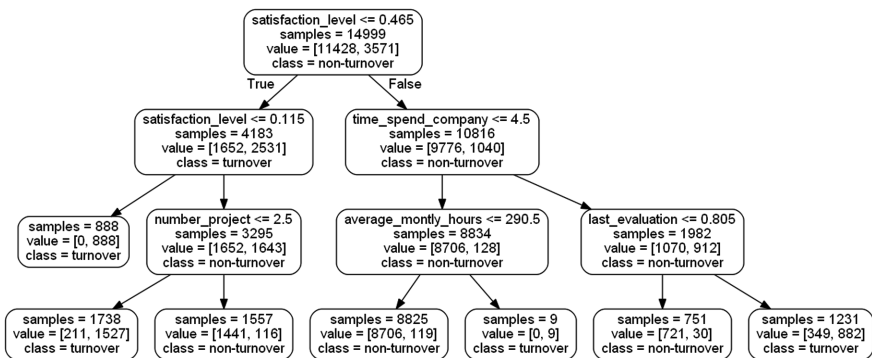 satisfaction_level <= 0.465
samples = 14999
value = [11428, 3571]
class = non-turnover
True
False
satisfaction_level <= 0.115
samples = 4183
value = [1652, 2531]
class = turnover
time_spend_company <= 4.5
samples = 10816
value = [9776, 1040]
class = non-turnover
samples = 888
value = [0, 888]
class = turnover
number_project <= 2.5
samples = 3295
value = [1652, 1643]
class = non-turnover
average_montly_hours <= 290.5
samples = 8834
value = [8706, 128]
class = non-turnover
last_evaluation <= 0.805
samples = 1982
value = [1070, 912]
class = non-turnover
samples = 1738
value = [211, 1527]
class = turnover
samples = 1557
value = [1441, 116]
class = non-turnover
samples = 8825
value = [8706, 119]
class = non-turnover
samples = 9
value = [0, 9]
class = turnover
samples = 751
value = [721, 30]
class = non-turnover
samples = 1231
value = [349, 882]
class = turnover